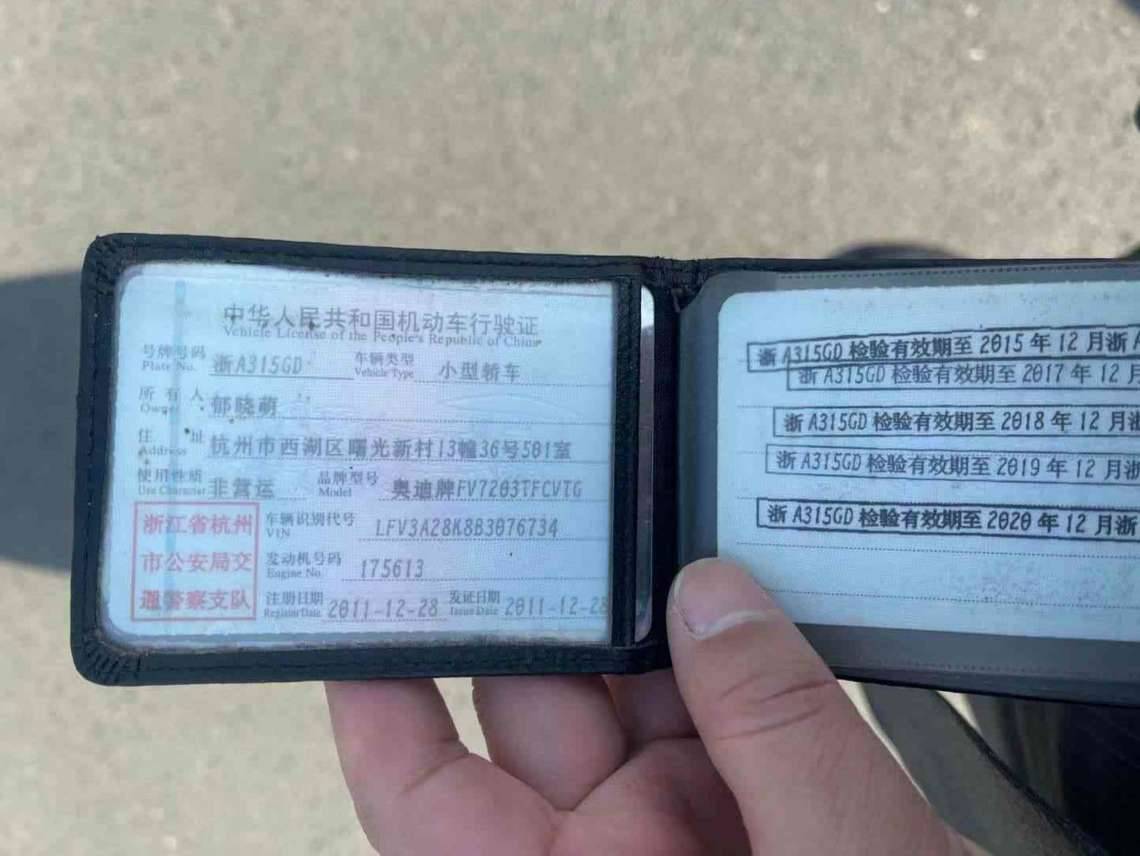 中华人民共和国机动车行驶证
Vehicle License of the People's Republic of China
号牌号码 浙A315GD 车辆类型 小型轿车
Plate No. Vehicle Type
所有人 郁晓萌
Owner
住址 杭州市西湖区曙光新村13幢36号501室
Address
使用性质 非营运 品牌型号 奥迪牌FV7203TFCVTG
Use Character Model
浙江省杭州
市公安局交
通警察支队
车辆识别代号 LFV3A28K8B3076734
VIN
发动机号码 175613
Engine No.
注册日期 2011-12-28 发证日期 2011-12-28
Register Date Issue Date
浙A315GD 检验有效期至 2015 年 12 月浙A
浙A315GD 检验有效期至 2017 年 12 月
浙A315GD 检验有效期至 2018 年 12 月浙
浙A315GD 检验有效期至 2019 年 12 月浙
浙A315GD 检验有效期至 2020 年 12 月浙